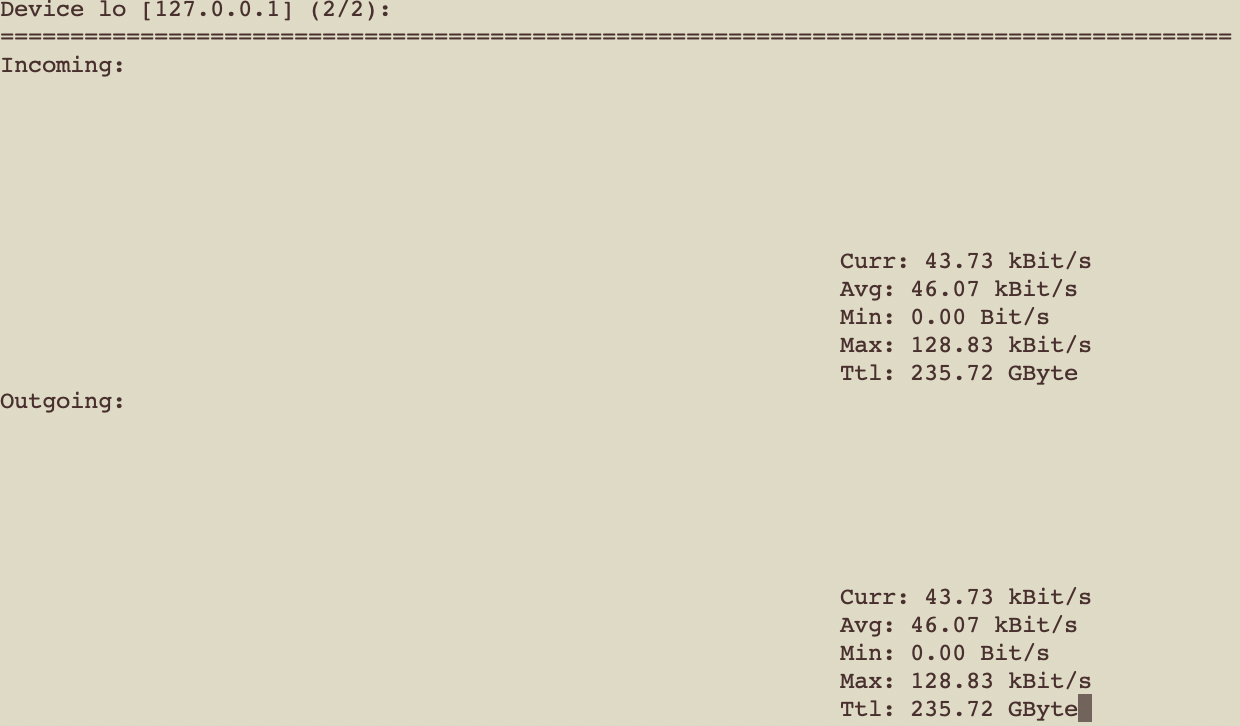 Device lo [127.0.0.1] (2/2):
========================================================================================
Incoming:
Curr: 43.73 kBit/s
Avg: 46.07 kBit/s
Min: 0.00 Bit/s
Max: 128.83 kBit/s
Ttl: 235.72 GByte
Outgoing:
Curr: 43.73 kBit/s
Avg: 46.07 kBit/s
Min: 0.00 Bit/s
Max: 128.83 kBit/s
Ttl: 235.72 GByte